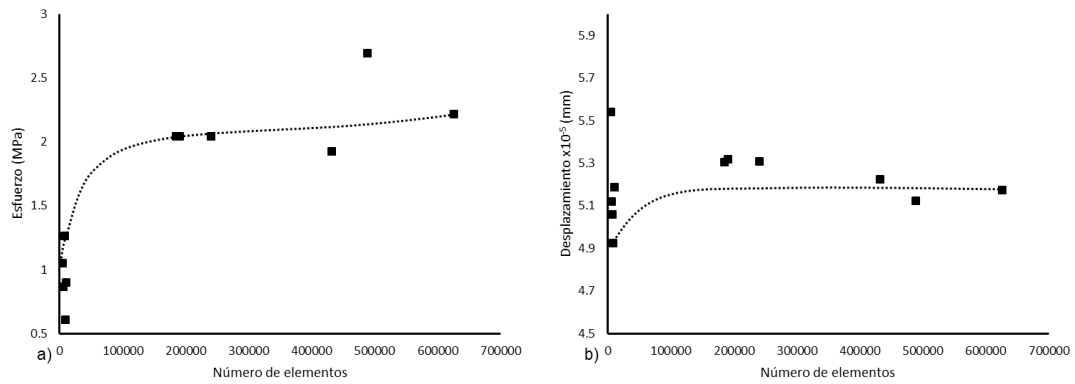 3
2.5
2
1.5
1
0.5
Esfuerzo (MPa)
0 100000 200000 300000 400000 500000 600000 700000
a) Número de elementos
5.9
5.7
5.5
5.3
5.1
4.9
4.7
4.5
Desplazamiento x10⁻⁵ (mm)
0 100000 200000 300000 400000 500000 600000 700000
b) Número de elementos